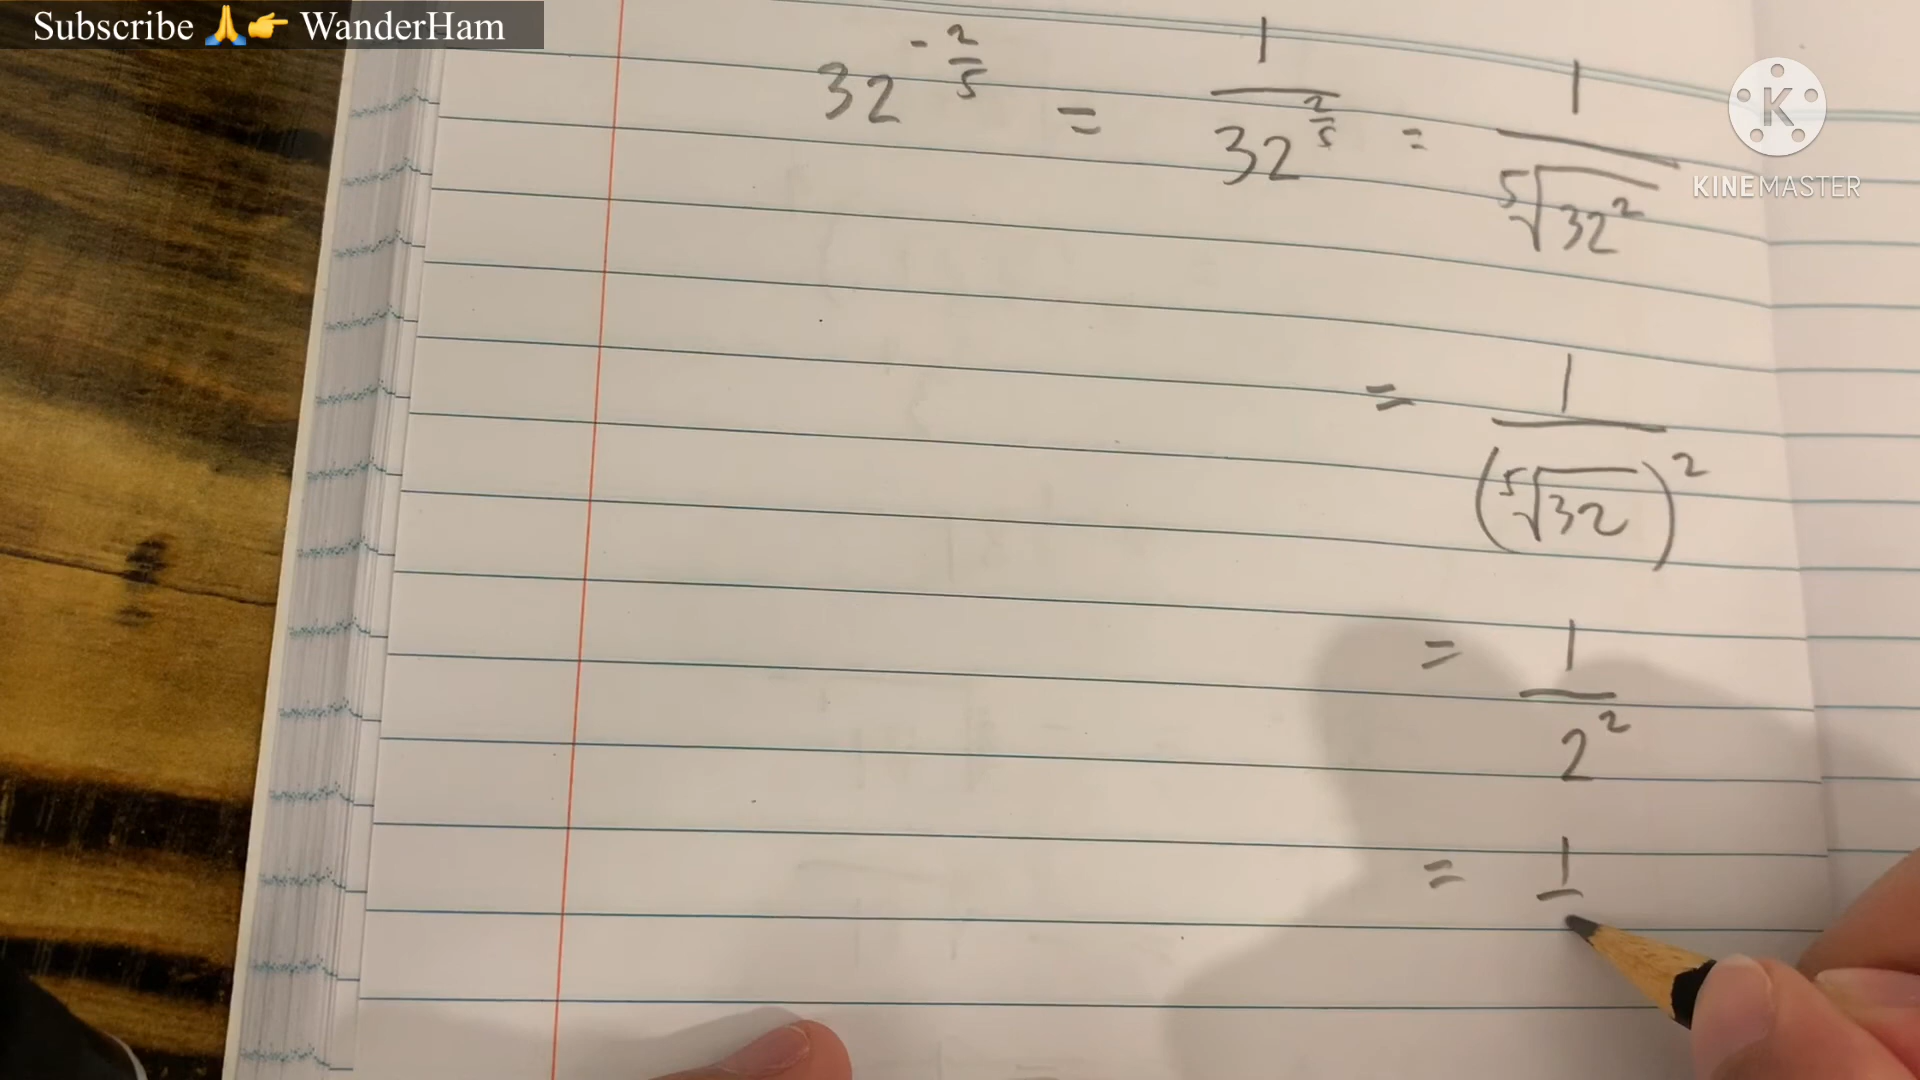 Subscribe 🙏👉 WanderHam
32^{-2/5} = 1/32^{2/5} = 1/⁵√32²
KINEMASTER
= 1/(⁵√32)²
= 1/2²
= 1/